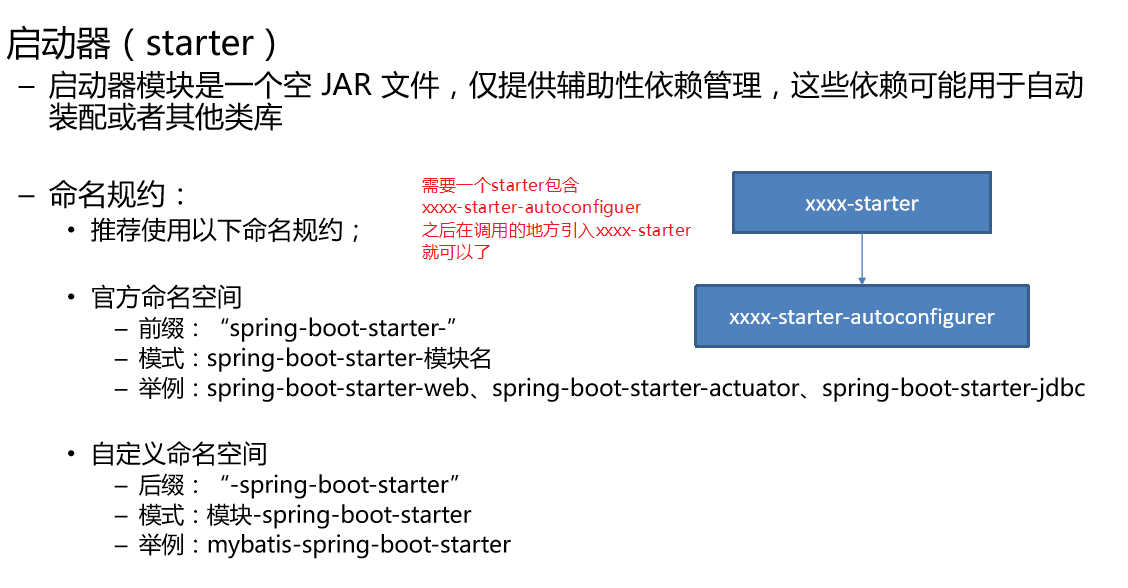 启动器（starter）
– 启动器模块是一个空 JAR 文件，仅提供辅助性依赖管理，这些依赖可能用于自动
装配或者其他类库
– 命名规约：
• 推荐使用以下命名规约；
需要一个starter包含
xxxx-starter-autoconfiguer
之后在调用的地方引入xxxx-starter
就可以了
xxxx-starter
xxxx-starter-autoconfigurer
• 官方命名空间
– 前缀：“spring-boot-starter-”
– 模式：spring-boot-starter-模块名
– 举例：spring-boot-starter-web、spring-boot-starter-actuator、spring-boot-starter-jdbc
• 自定义命名空间
– 后缀：“-spring-boot-starter”
– 模式：模块-spring-boot-starter
– 举例：mybatis-spring-boot-starter